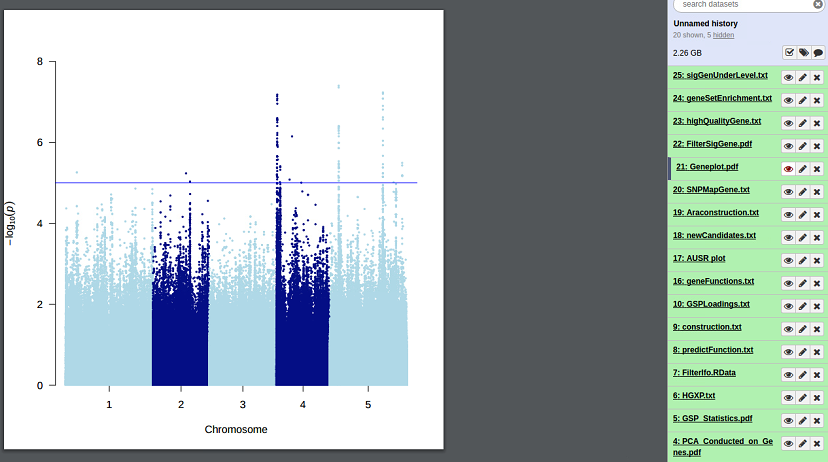 8
6
4
2
0
−log10(p)
1 2 3 4 5
Chromosome
search datasets
Unnamed history
20 shown, 5 hidden
2.26 GB
25: sigGenUnderLevel.txt
24: geneSetEnrichment.txt
23: highQualityGene.txt
22: FilterSigGene.pdf
21: Geneplot.pdf
20: SNPMapGene.txt
19: Araconstruction.txt
18: newCandidates.txt
17: AUSR plot
16: geneFunctions.txt
10: GSPLoadings.txt
9: construction.txt
8: predictFunction.txt
7: FilterIfo.RData
6: HGXP.txt
5: GSP_Statistics.pdf
4: PCA_Conducted_on_Ge
nes.pdf